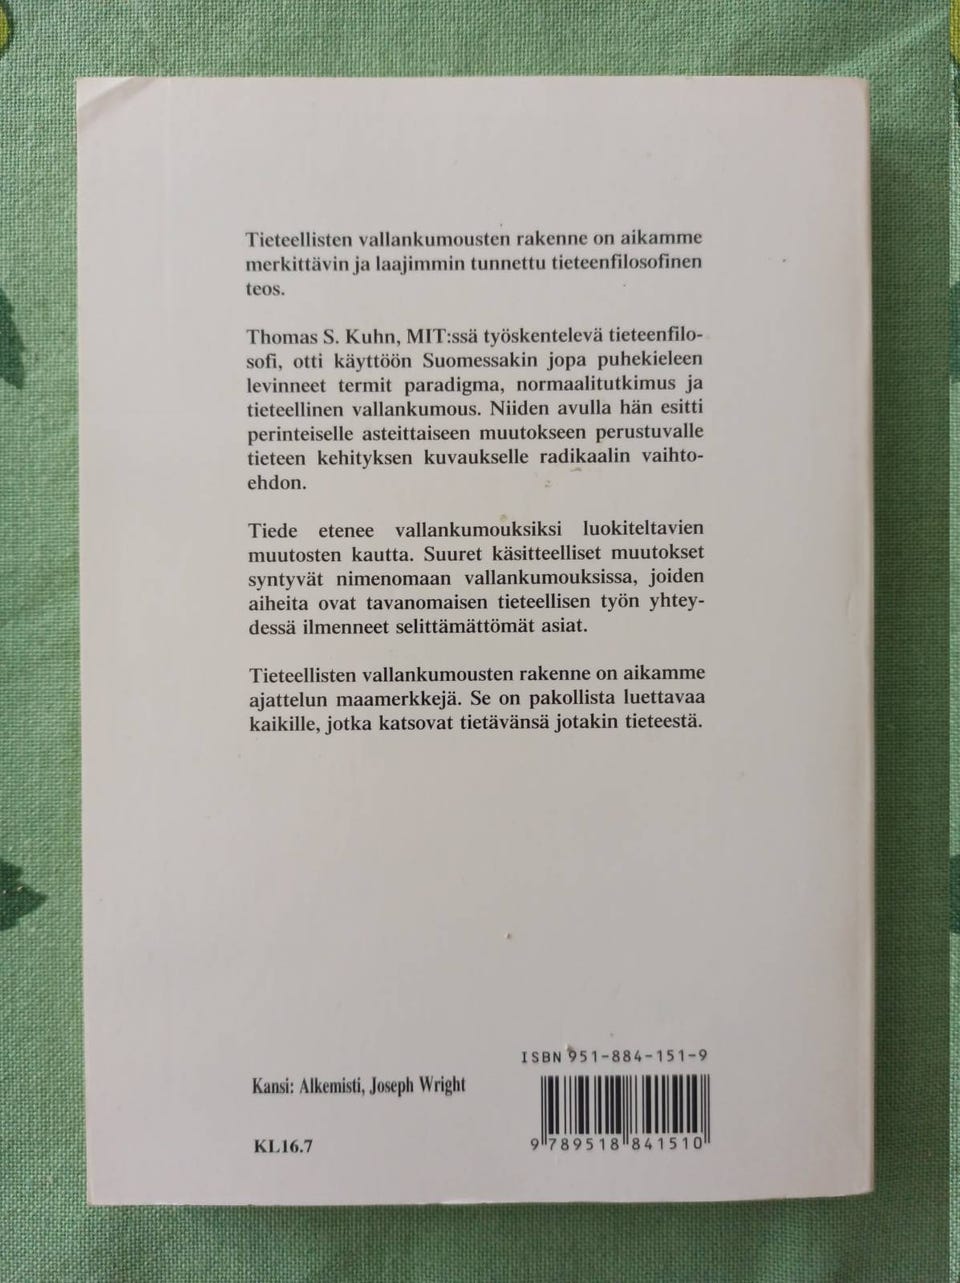 Tieteellisten vallankumousten rakenne on aikamme
merkittävin ja laajimmin tunnettu tieteenfilosofinen
teos.
Thomas S. Kuhn, MIT:ssä työskentelevä tieteenfilo-
sofi, otti käyttöön Suomessakin jopa puhekieleen
levinneet termit paradigma, normaalitutkimus ja
tieteellinen vallankumous. Niiden avulla hän esitti
perinteiselle asteittaiseen muutokseen perustuvalle
tieteen kehityksen kuvaukselle radikaalin vaihto-
ehdon.
Tiede etenee vallankumouksiksi luokiteltavien
muutosten kautta. Suuret käsitteelliset muutokset
syntyvät nimenomaan vallankumouksissa, joiden
aiheita ovat tavanomaisen tieteellisen työn yhtey-
dessä ilmenneet selittämättömät asiat.
Tieteellisten vallankumousten rakenne on aikamme
ajattelun maamerkkejä. Se on pakollista luettavaa
kaikille, jotka katsovat tietävänsä jotakin tieteestä.
ISBN 951-884-151-9
Kansi: Alkemisti, Joseph Wright
KL16.7
9 789518 841510